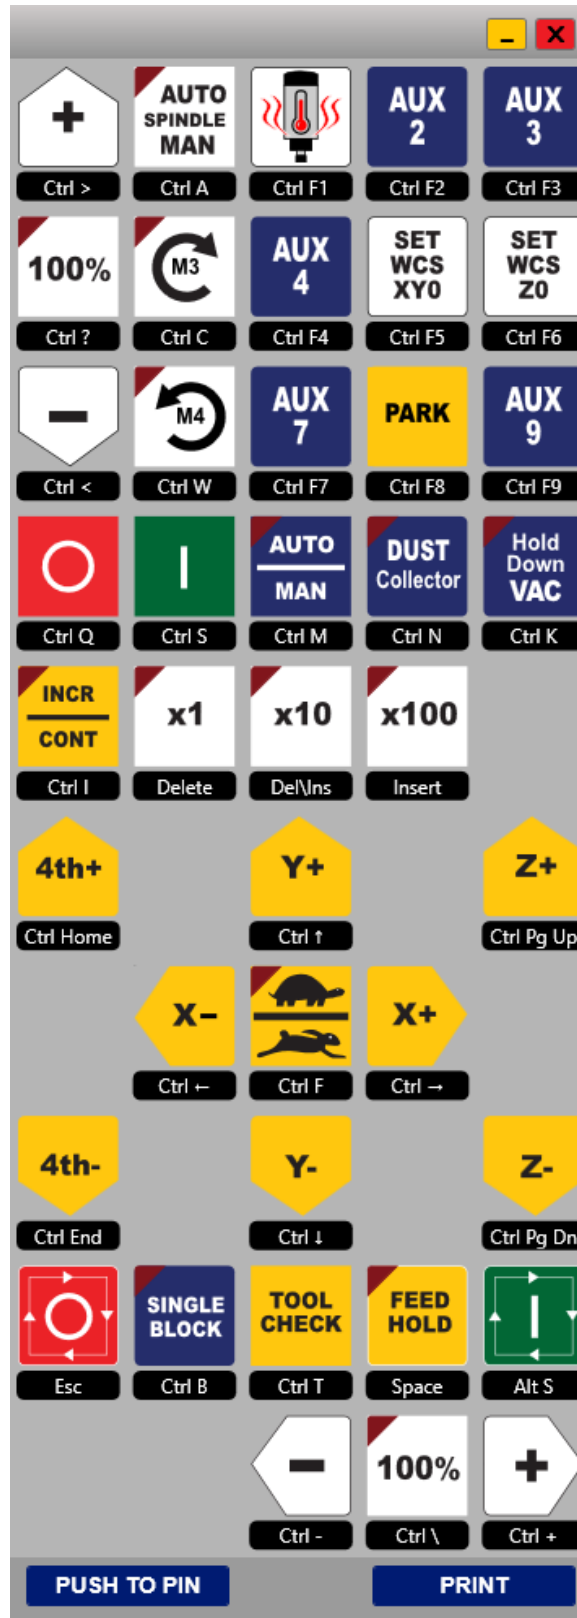 AUTO
SPINDLE
MAN
AUX
2
AUX
3
Ctrl >
Ctrl A
Ctrl F1
Ctrl F2
Ctrl F3
100%
M3
AUX
4
SET
WCS
XY0
SET
WCS
Z0
Ctrl ?
Ctrl C
Ctrl F4
Ctrl F5
Ctrl F6
M4
AUX
7
PARK
AUX
9
Ctrl <
Ctrl W
Ctrl F7
Ctrl F8
Ctrl F9
AUTO
MAN
DUST
Collector
Hold
Down
VAC
Ctrl Q
Ctrl S
Ctrl M
Ctrl N
Ctrl K
INCR
CONT
x1
x10
x100
Ctrl I
Delete
Del\Ins
Insert
4th+
Y+
Z+
Ctrl Home
Ctrl ↑
Ctrl Pg Up
X-
X+
Ctrl ←
Ctrl F
Ctrl →
4th-
Y-
Z-
Ctrl End
Ctrl ↓
Ctrl Pg Dn
SINGLE
BLOCK
TOOL
CHECK
FEED
HOLD
Esc
Ctrl B
Ctrl T
Space
Alt S
100%
Ctrl -
Ctrl \
Ctrl +
PUSH TO PIN
PRINT